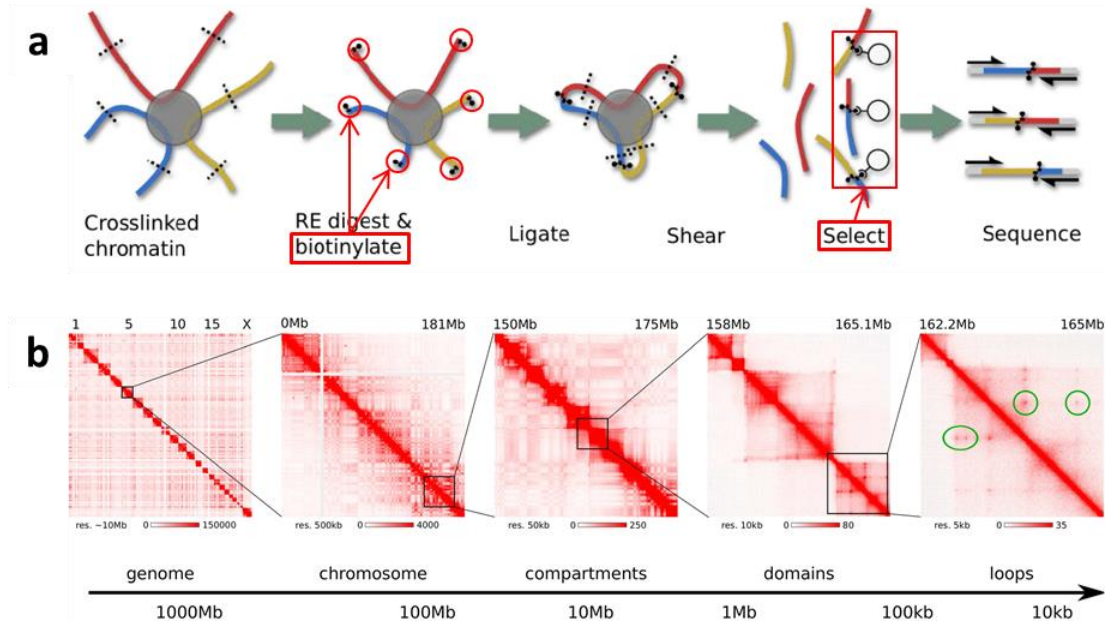 a
Crosslinked
chromatin
RE digest &
biotinylate
Ligate
Shear
Select
Sequence
b
1 5 10 15 X
0Mb 181Mb
150Mb 175Mb
158Mb 165.1Mb
162.2Mb 165Mb
res. ~10Mb 0 150000
res. 500kb 0 4000
res. 50kb 0 250
res. 10kb 0 80
res. 5kb 0 35
genome chromosome compartments domains loops
1000Mb 100Mb 10Mb 1Mb 100kb 10kb